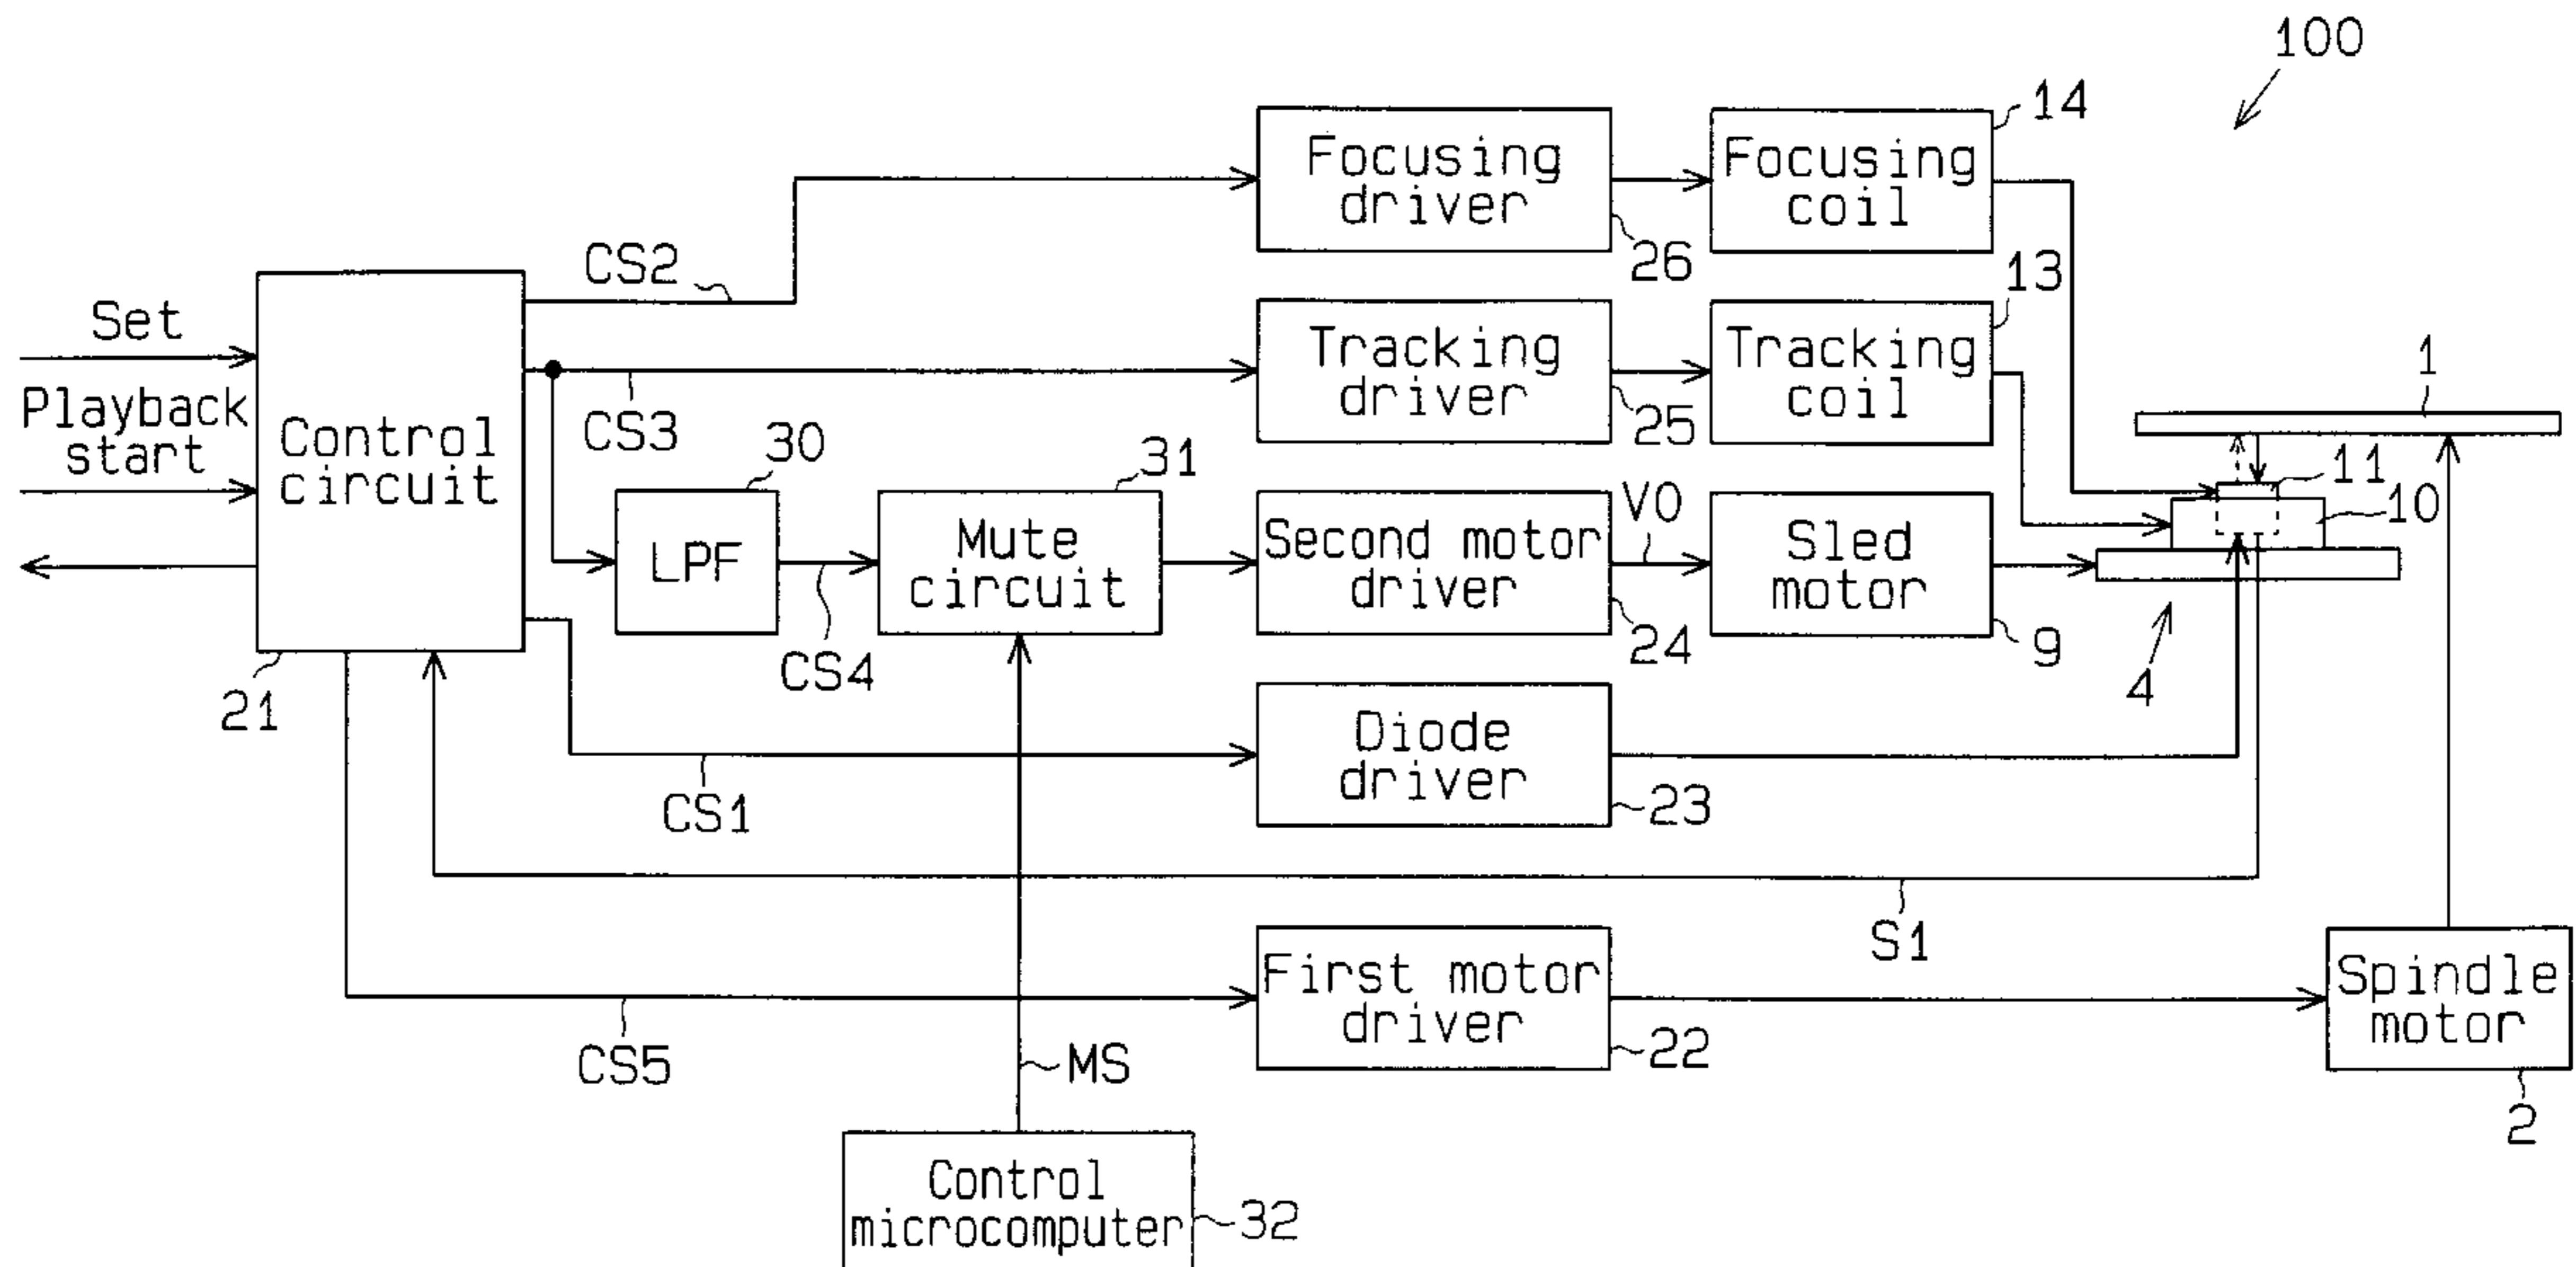 100
Focusing
driver
26
Focusing
coil
14
CS2
Set
Playback
start
Control
circuit
21
CS3
Tracking
driver
25
Tracking
coil
13
1
30
LPF
CS4
31
Mute
circuit
Second motor
driver
24
VO
Sled
motor
9
11
10
4
CS1
Diode
driver
23
S1
CS5
First motor
driver
22
Spindle
motor
2
MS
Control
microcomputer
32